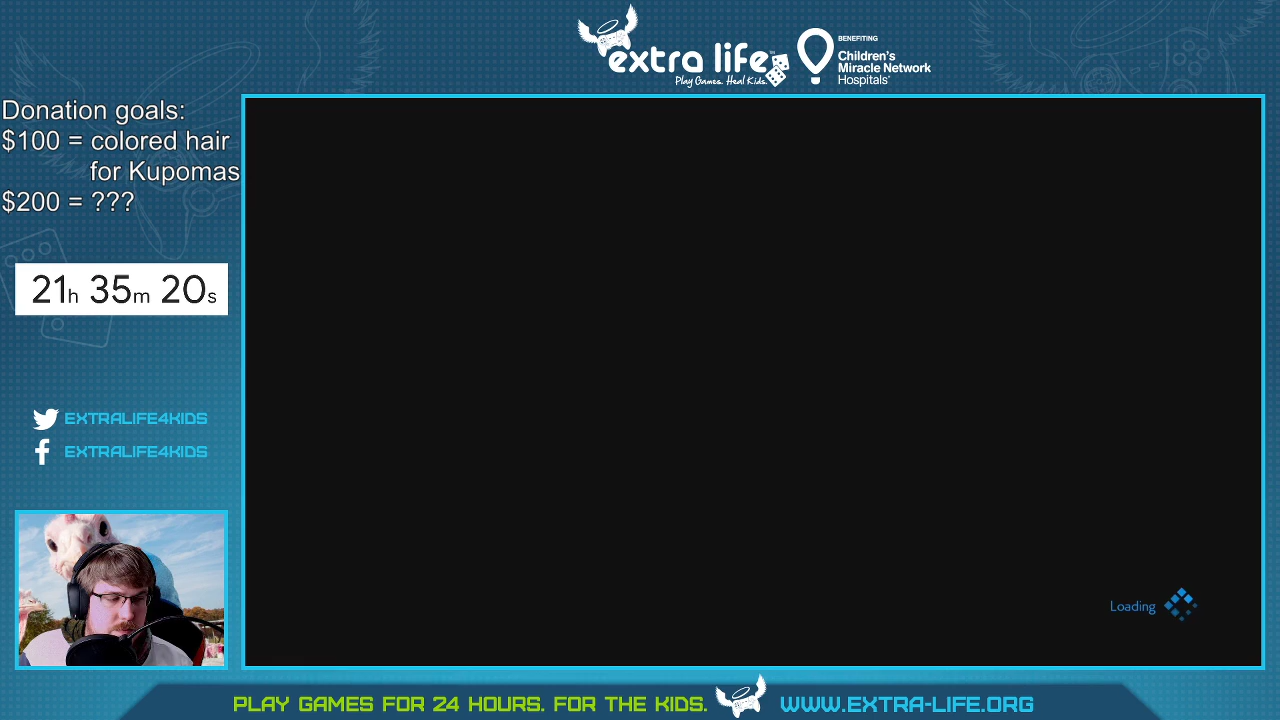 extra life™
Play Games. Heal Kids.
BENEFITING
Children's
Miracle Network
Hospitals®
Donation goals:
$100 = colored hair
for Kupomas
$200 = ???
21h 35m 20s
EXTRALIFE4KIDS
EXTRALIFE4KIDS
Loading
PLAY GAMES FOR 24 HOURS. FOR THE KIDS.
WWW.EXTRA-LIFE.ORG